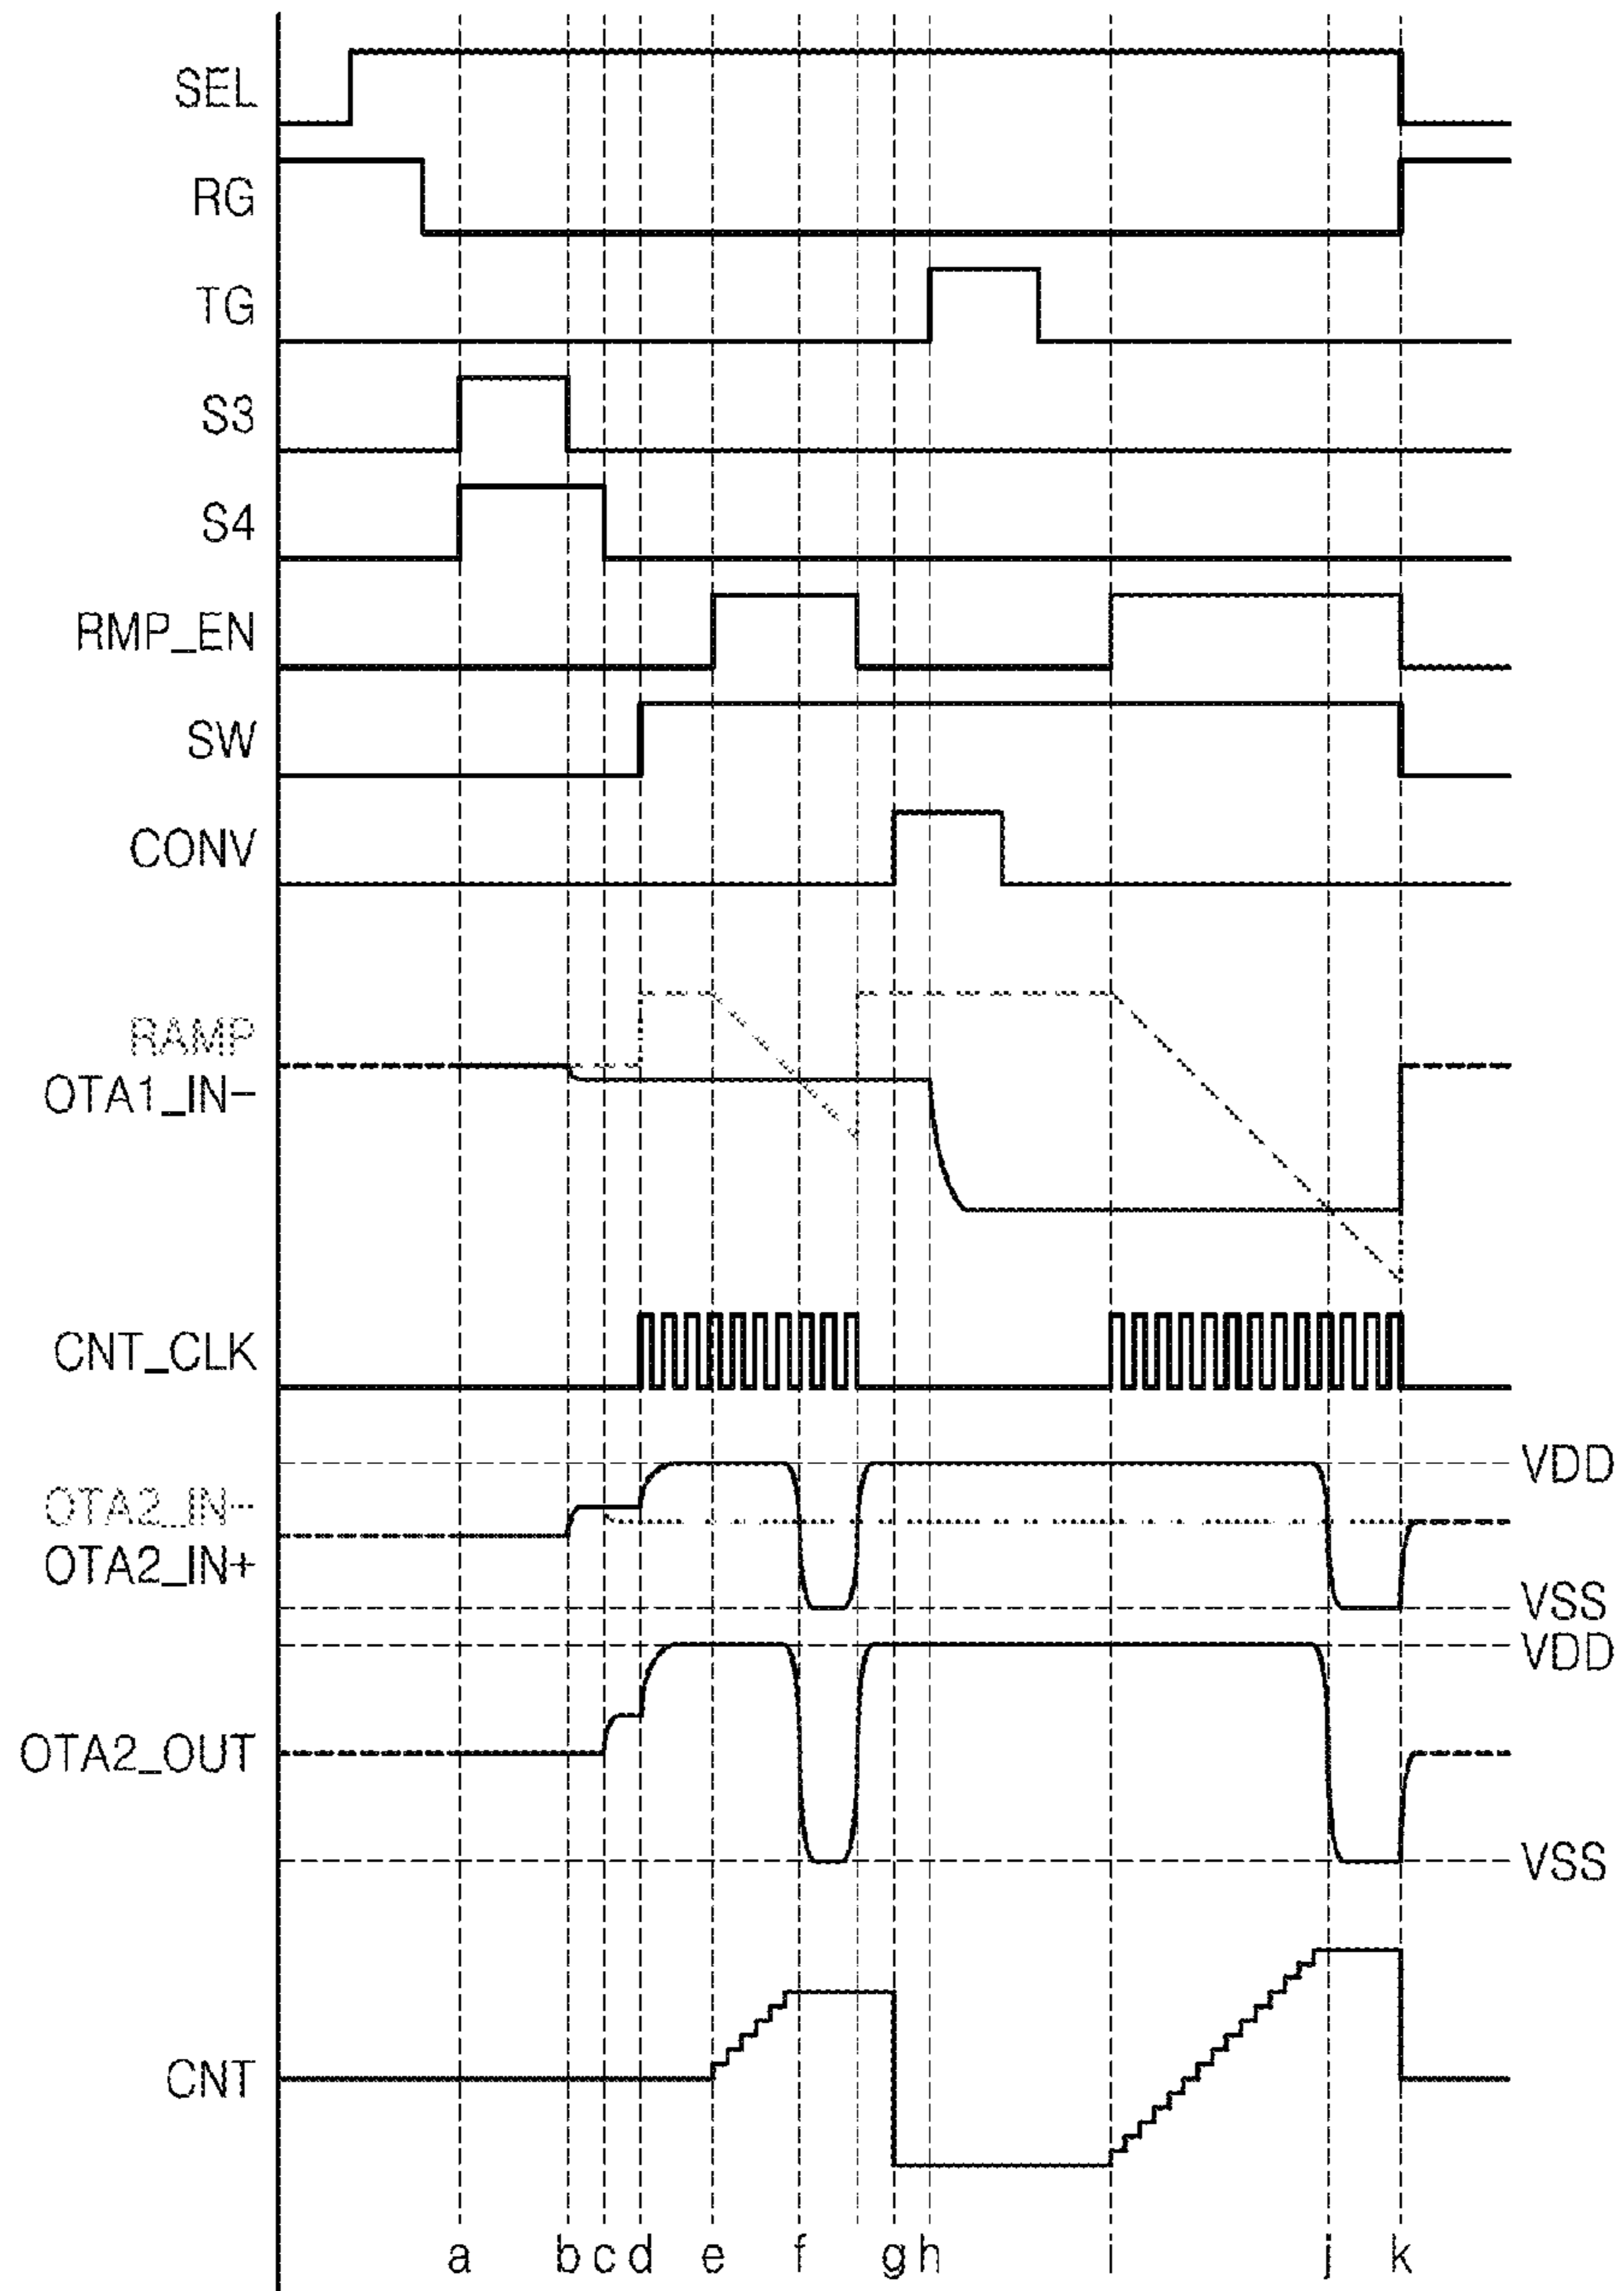 SEL
RG
TG
S3
S4
RMP_EN
SW
CONV
RAMP
OTA1_IN-
CNT_CLK
VDD
OTA2_IN-
OTA2_IN+
VSS
VDD
OTA2_OUT
VSS
CNT
a b c d e f g h i j k